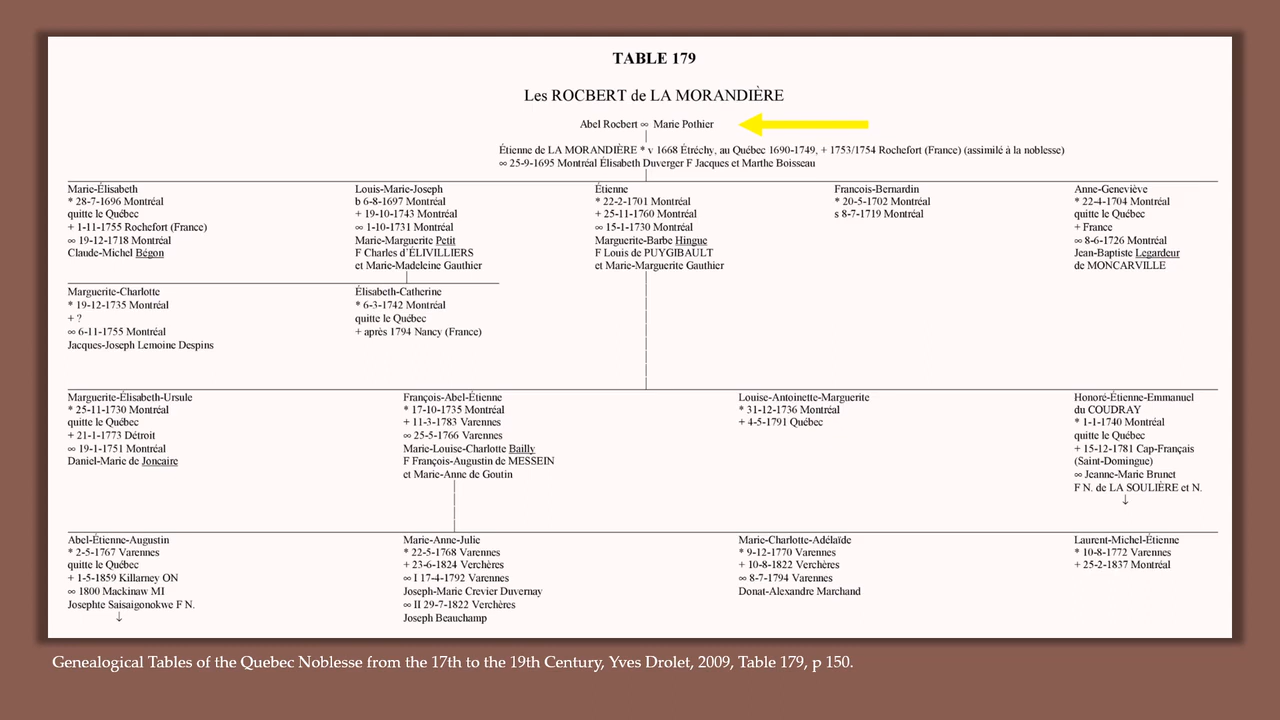 TABLE 179
Les ROCBERT de LA MORANDIÈRE
Abel Rocbert ∞ Marie Pothier
Étienne de LA MORANDIÈRE * v 1668 Étréchy, au Québec 1690-1749, + 1753/1754 Rochefort (France) (assimilé à la noblesse)
∞ 25-9-1695 Montréal Élisabeth Duverger F Jacques et Marthe Boisseau
Marie-Élisabeth
* 28-7-1696 Montréal
quitte le Québec
+ 1-11-1755 Rochefort (France)
∞ 19-12-1718 Montréal
Claude-Michel Bégon
Louis-Marie-Joseph
b 6-8-1697 Montréal
+ 19-10-1743 Montréal
∞ 1-10-1731 Montréal
Marie-Marguerite Petit
F Charles d'ÉLIVILLIERS
et Marie-Madeleine Gauthier
Étienne
* 22-2-1701 Montréal
+ 25-11-1760 Montréal
∞ 15-1-1730 Montréal
Marguerite-Barbe Hingue
F Louis de PUYGIBAULT
et Marie-Marguerite Gauthier
Francois-Bernardin
* 20-5-1702 Montréal
s 8-7-1719 Montréal
Anne-Geneviève
* 22-4-1704 Montréal
quitte le Québec
+ France
∞ 8-6-1726 Montréal
Jean-Baptiste Legardeur
de MONCARVILLE
Marguerite-Charlotte
* 19-12-1735 Montréal
+ ?
∞ 6-11-1755 Montréal
Jacques-Joseph Lemoine Despins
Élisabeth-Catherine
* 6-3-1742 Montréal
quitte le Québec
+ après 1794 Nancy (France)
Marguerite-Élisabeth-Ursule
* 25-11-1730 Montréal
quitte le Québec
+ 21-1-1773 Détroit
∞ 19-1-1751 Montréal
Daniel-Marie de Joncaire
François-Abel-Étienne
* 17-10-1735 Montréal
+ 11-3-1783 Varennes
∞ 25-5-1766 Varennes
Marie-Louise-Charlotte Bailly
F François-Augustin de MESSEIN
et Marie-Anne de Goutin
Louise-Antoinette-Marguerite
* 31-12-1736 Montréal
+ 4-5-1791 Québec
Honoré-Étienne-Emmanuel
du COUDRAY
* 1-1-1740 Montréal
quitte le Québec
+ 15-12-1781 Cap-Français
(Saint-Domingue)
∞ Jeanne-Marie Brunet
F N. de LA SOULIÈRE et N.
↓
Abel-Étienne-Augustin
* 2-5-1767 Varennes
quitte le Québec
+ 1-5-1859 Killarney ON
∞ 1800 Mackinaw MI
Josephte Saisaigonokwe F N.
↓
Marie-Anne-Julie
* 22-5-1768 Varennes
+ 23-6-1824 Verchères
∞ I 17-4-1792 Varennes
Joseph-Marie Crevier Duvernay
∞ II 29-7-1822 Verchères
Joseph Beauchamp
Marie-Charlotte-Adélaïde
* 9-12-1770 Varennes
+ 10-8-1822 Verchères
∞ 8-7-1794 Varennes
Donat-Alexandre Marchand
Laurent-Michel-Étienne
* 10-8-1772 Varennes
+ 25-2-1837 Montréal
Genealogical Tables of the Quebec Noblesse from the 17th to the 19th Century, Yves Drolet, 2009, Table 179, p 150.